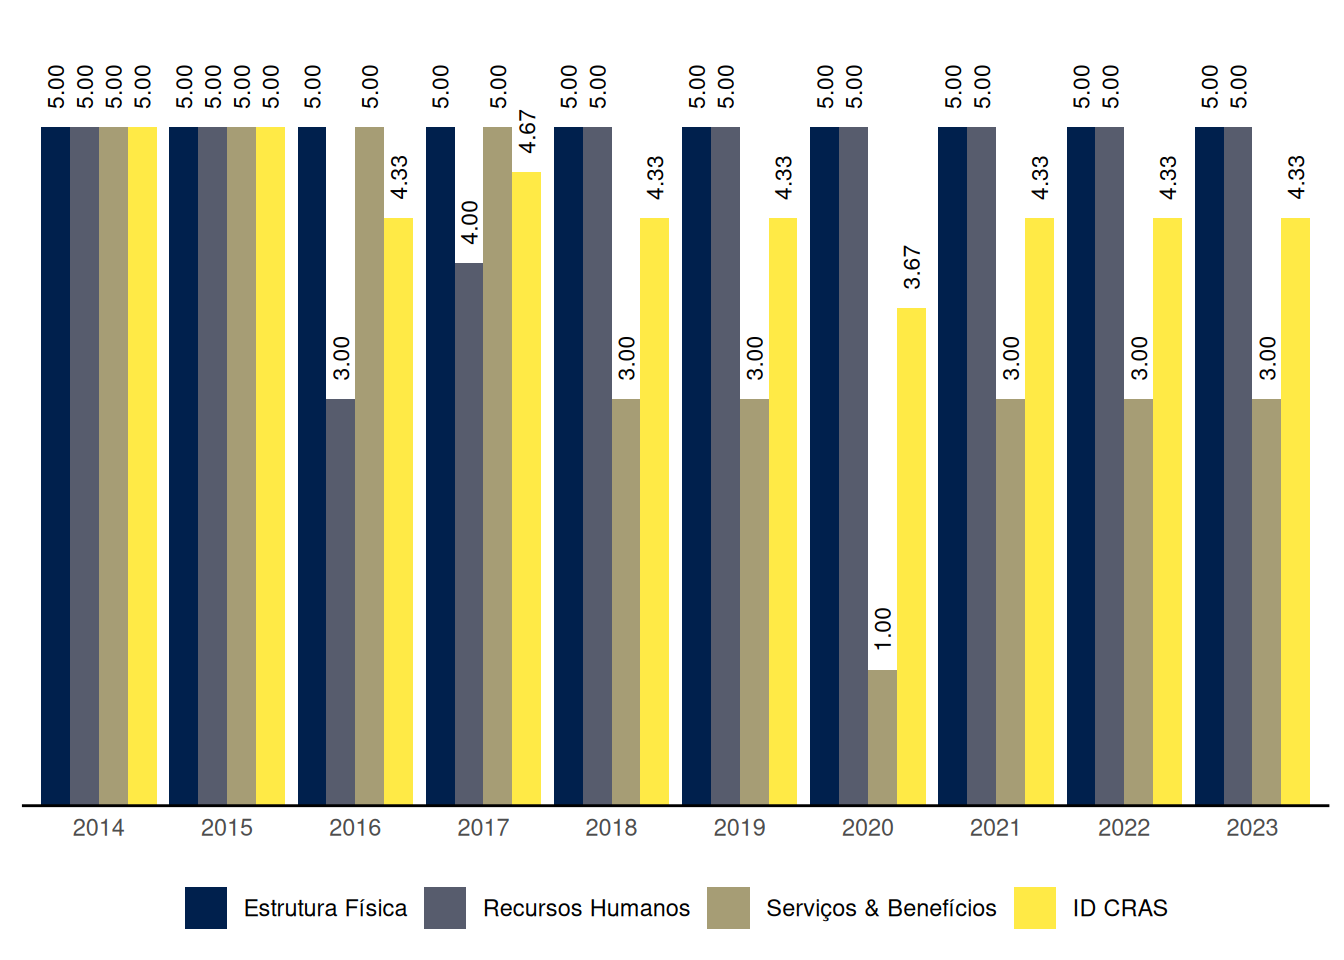 5.00 5.00 5.00 5.00 5.00 5.00 5.00 5.00 5.00 3.00 5.00 4.33 5.00 4.00 5.00 4.67 5.00 5.00 3.00 4.33 5.00 5.00 3.00 4.33 5.00 5.00 1.00 3.67 5.00 5.00 3.00 4.33 5.00 5.00 3.00 4.33 5.00 5.00 3.00 4.33
2014 2015 2016 2017 2018 2019 2020 2021 2022 2023
Estrutura Física Recursos Humanos Serviços & Benefícios ID CRAS